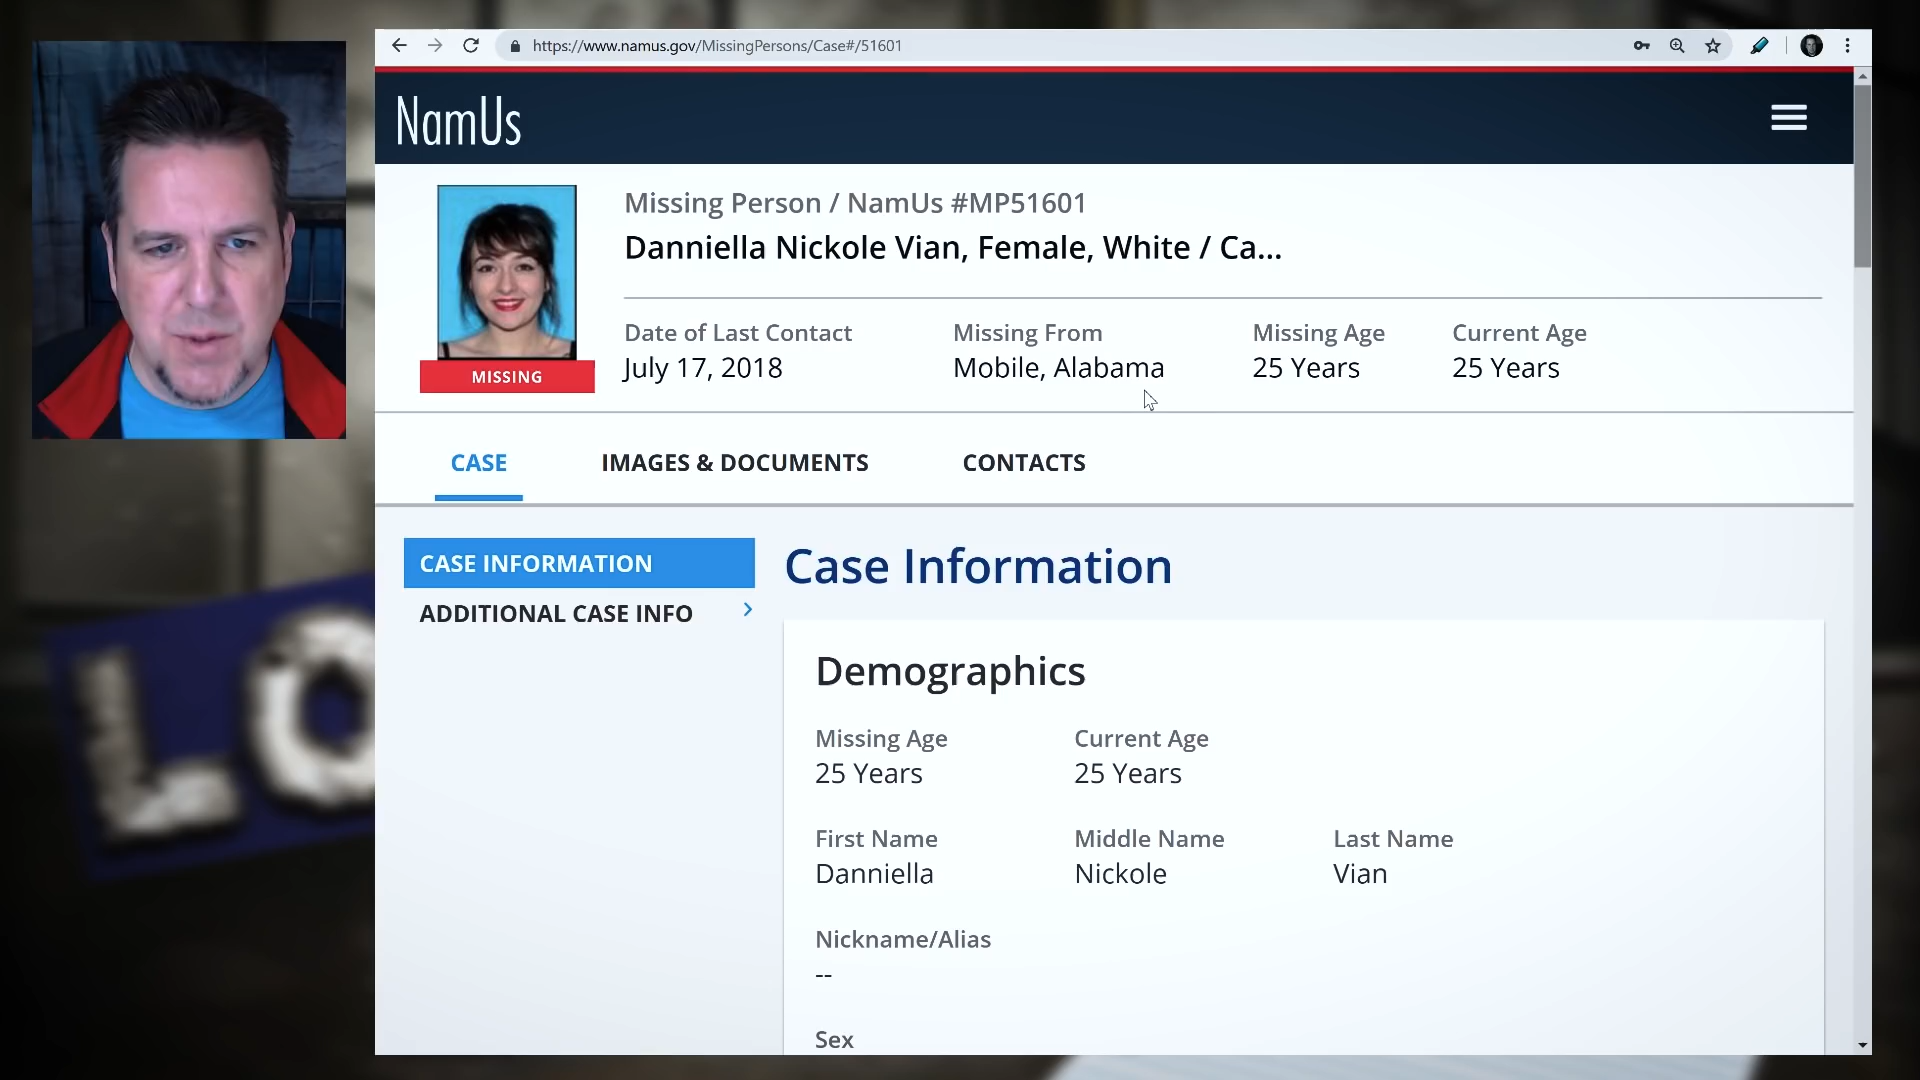 https://www.namus.gov/MissingPersons/Case#/51601
NamUs
Missing Person / NamUs #MP51601
Danniella Nickole Vian, Female, White / Ca...
MISSING
Date of Last Contact
July 17, 2018
Missing From
Mobile, Alabama
Missing Age
25 Years
Current Age
25 Years
CASE
IMAGES & DOCUMENTS
CONTACTS
CASE INFORMATION
ADDITIONAL CASE INFO
Case Information
Demographics
Missing Age
25 Years
Current Age
25 Years
First Name
Danniella
Middle Name
Nickole
Last Name
Vian
Nickname/Alias
--
Sex
LO